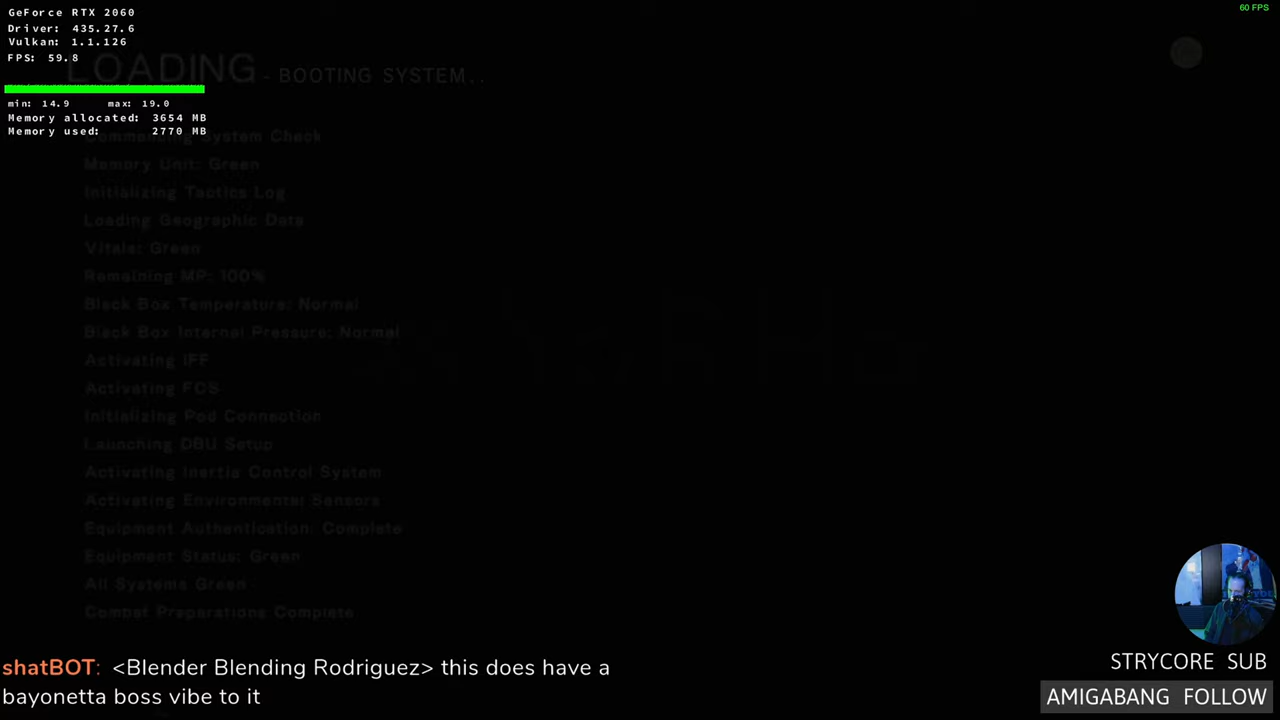 GeForce RTX 2060
Driver: 435.27.6
Vulkan: 1.1.126
FPS: 59.8
60 FPS
LOADING - BOOTING SYSTEM..
min: 14.9 max: 19.0
Memory allocated: 3654 MB
Memory used: 2770 MB
Commencing System Check
Memory Unit: Green
Initializing Tactics Log
Loading Geographic Data
Vitals: Green
Remaining MP: 100%
Black Box Temperature: Normal
Black Box Internal Pressure: Normal
Activating IFF
Activating FCS
Initializing Pod Connection
Launching DBU Setup
Activating Inertia Control System
Activating Environmental Sensors
Equipment Authentication: Complete
Equipment Status: Green
All Systems Green
Combat Preparations Complete
shatBOT: <Blender Blending Rodriguez> this does have a
bayonetta boss vibe to it
STRYCORE SUB
AMIGABANG FOLLOW